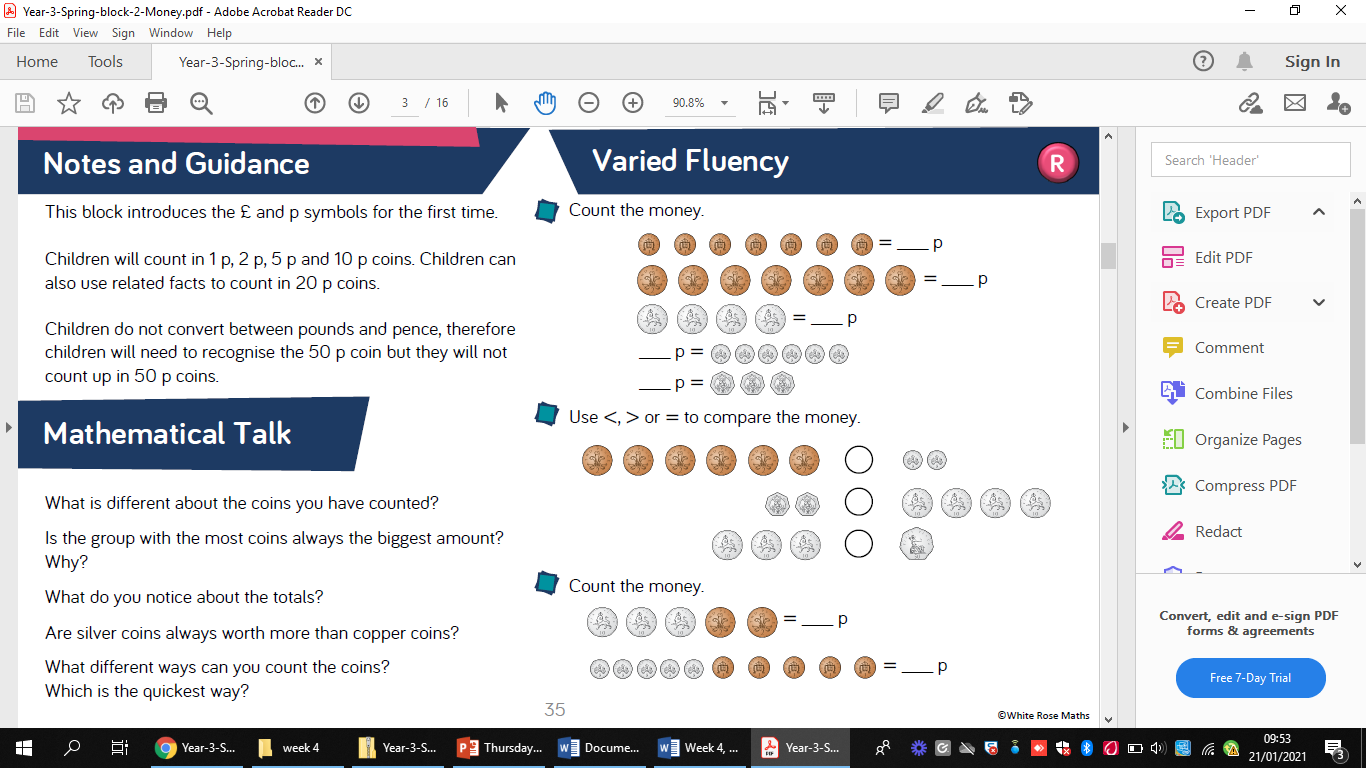 Year-3-Spring-block-2-Money.pdf - Adobe Acrobat Reader DC
File Edit View Sign Window Help
Home Tools Year-3-Spring-bloc... × Sign In
3 / 16 90.8%
Notes and Guidance
This block introduces the £ and p symbols for the first time.
Children will count in 1 p, 2 p, 5 p and 10 p coins. Children can
also use related facts to count in 20 p coins.
Children do not convert between pounds and pence, therefore
children will need to recognise the 50 p coin but they will not
count up in 50 p coins.
Mathematical Talk
What is different about the coins you have counted?
Is the group with the most coins always the biggest amount?
Why?
What do you notice about the totals?
Are silver coins always worth more than copper coins?
What different ways can you count the coins?
Which is the quickest way?
Varied Fluency
R
Count the money.
= ___ p
= ___ p
= ___ p
___ p =
___ p =
Use <, > or = to compare the money.
Count the money.
= ___ p
= ___ p
35
©White Rose Maths
Search 'Header'
Export PDF
Edit PDF
Create PDF
Comment
Combine Files
Organize Pages
Compress PDF
Redact
Convert, edit and e-sign PDF
forms & agreements
Free 7-Day Trial
Year-3-S... week 4 Year-3-S... Thursday... Docume... Week 4, ... Year-3-S...
09:53
21/01/2021
3